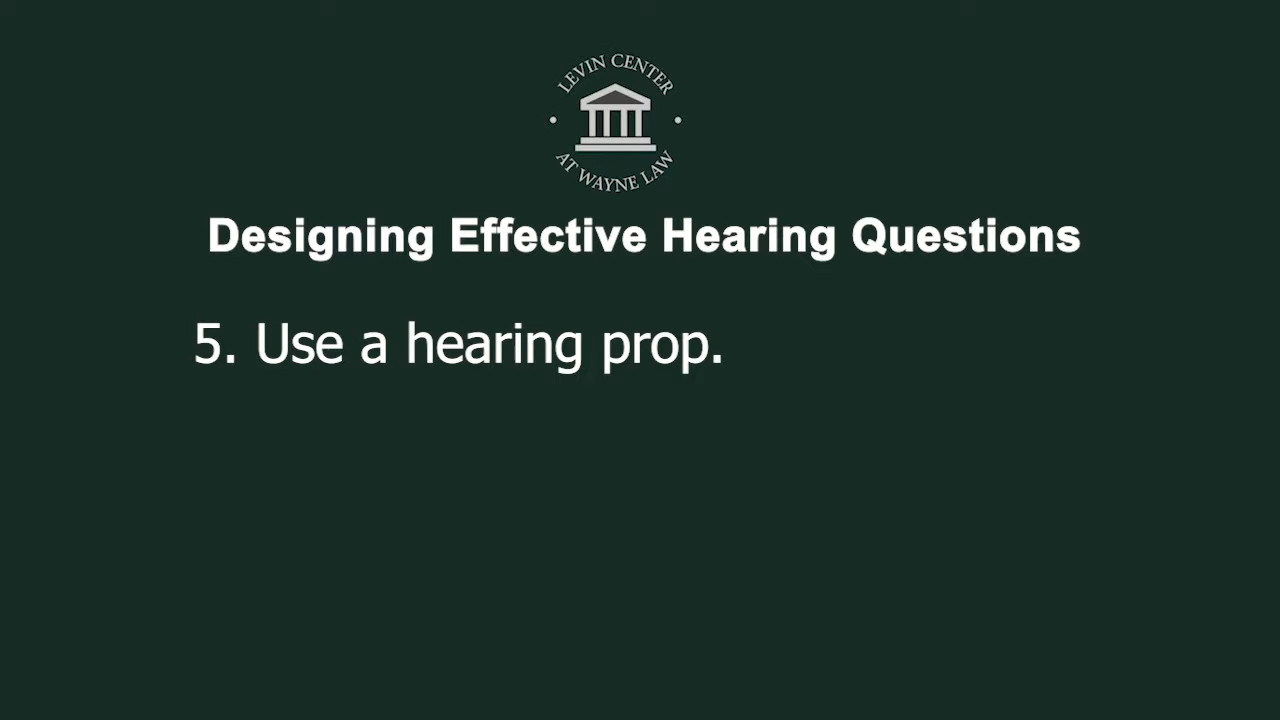 LEVIN CENTER
AT WAYNE LAW
Designing Effective Hearing Questions
5. Use a hearing prop.